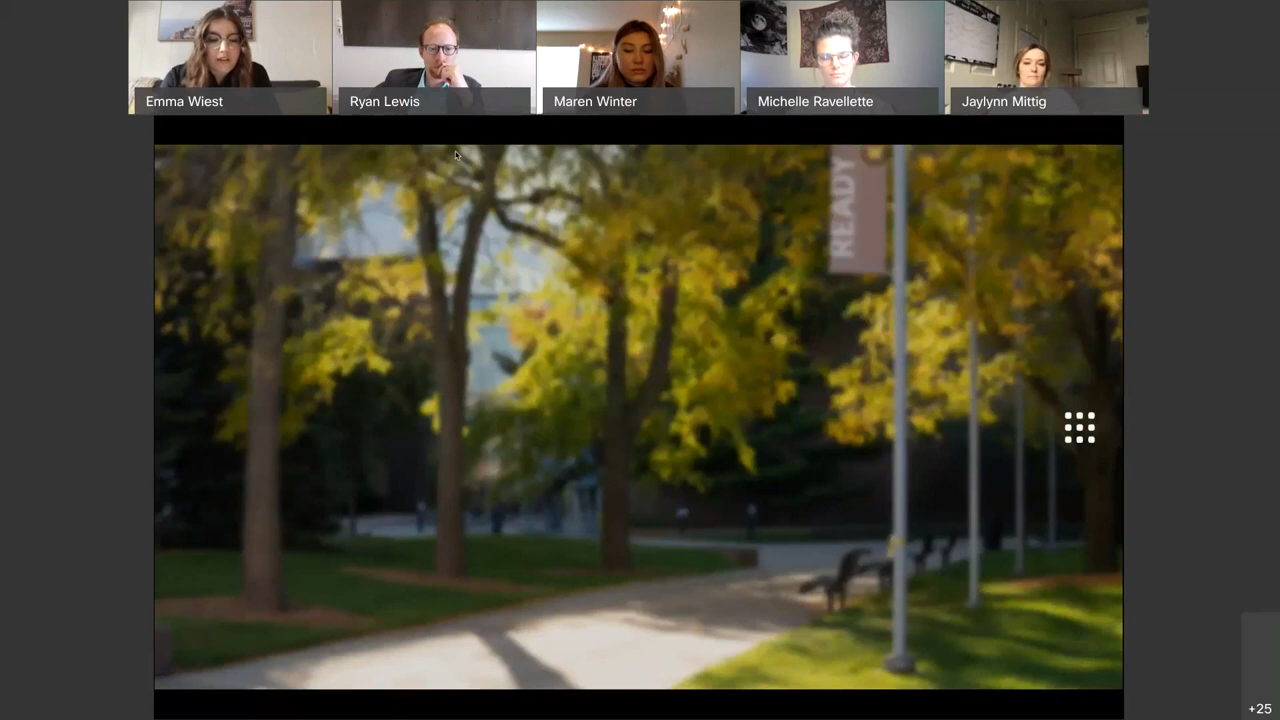 Emma Wiest
Ryan Lewis
Maren Winter
Michelle Ravellette
Jaylynn Mittig
READY
+25